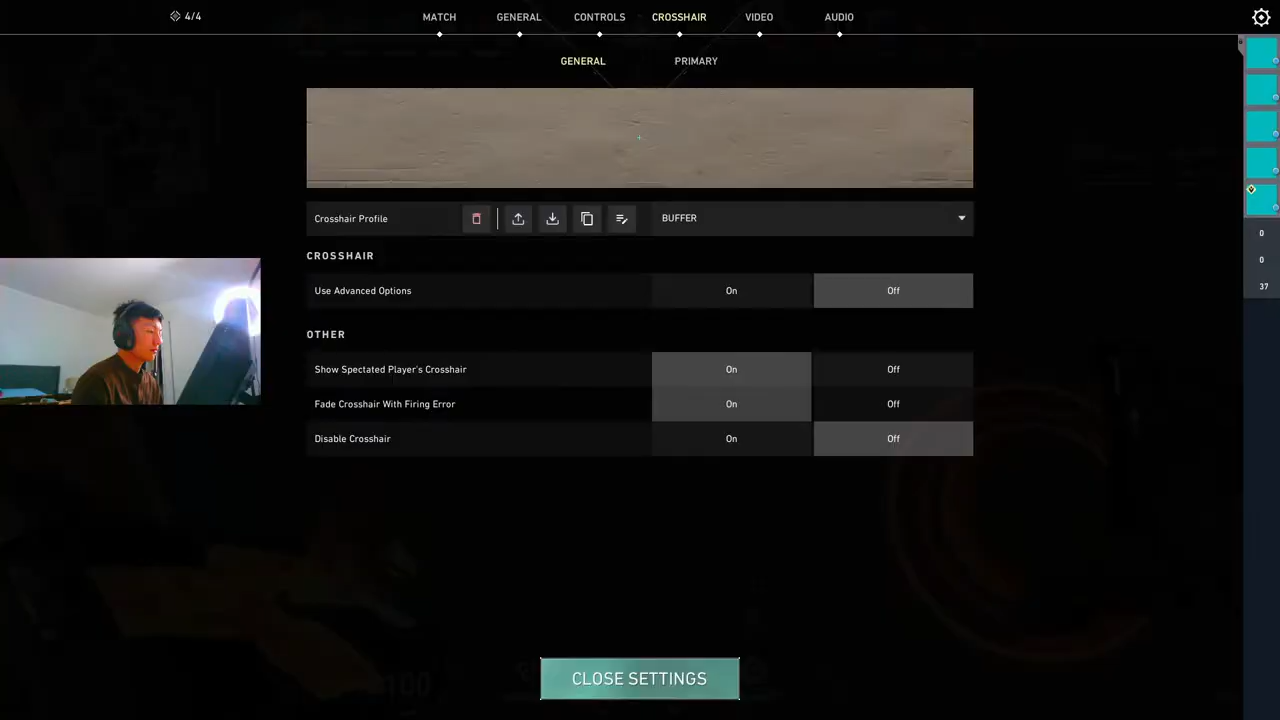 4/4
MATCH GENERAL CONTROLS CROSSHAIR VIDEO AUDIO
GENERAL PRIMARY
Crosshair Profile BUFFER
CROSSHAIR
Use Advanced Options On Off
OTHER
Show Spectated Player's Crosshair On Off
Fade Crosshair With Firing Error On Off
Disable Crosshair On Off
CLOSE SETTINGS
100
0
0
37